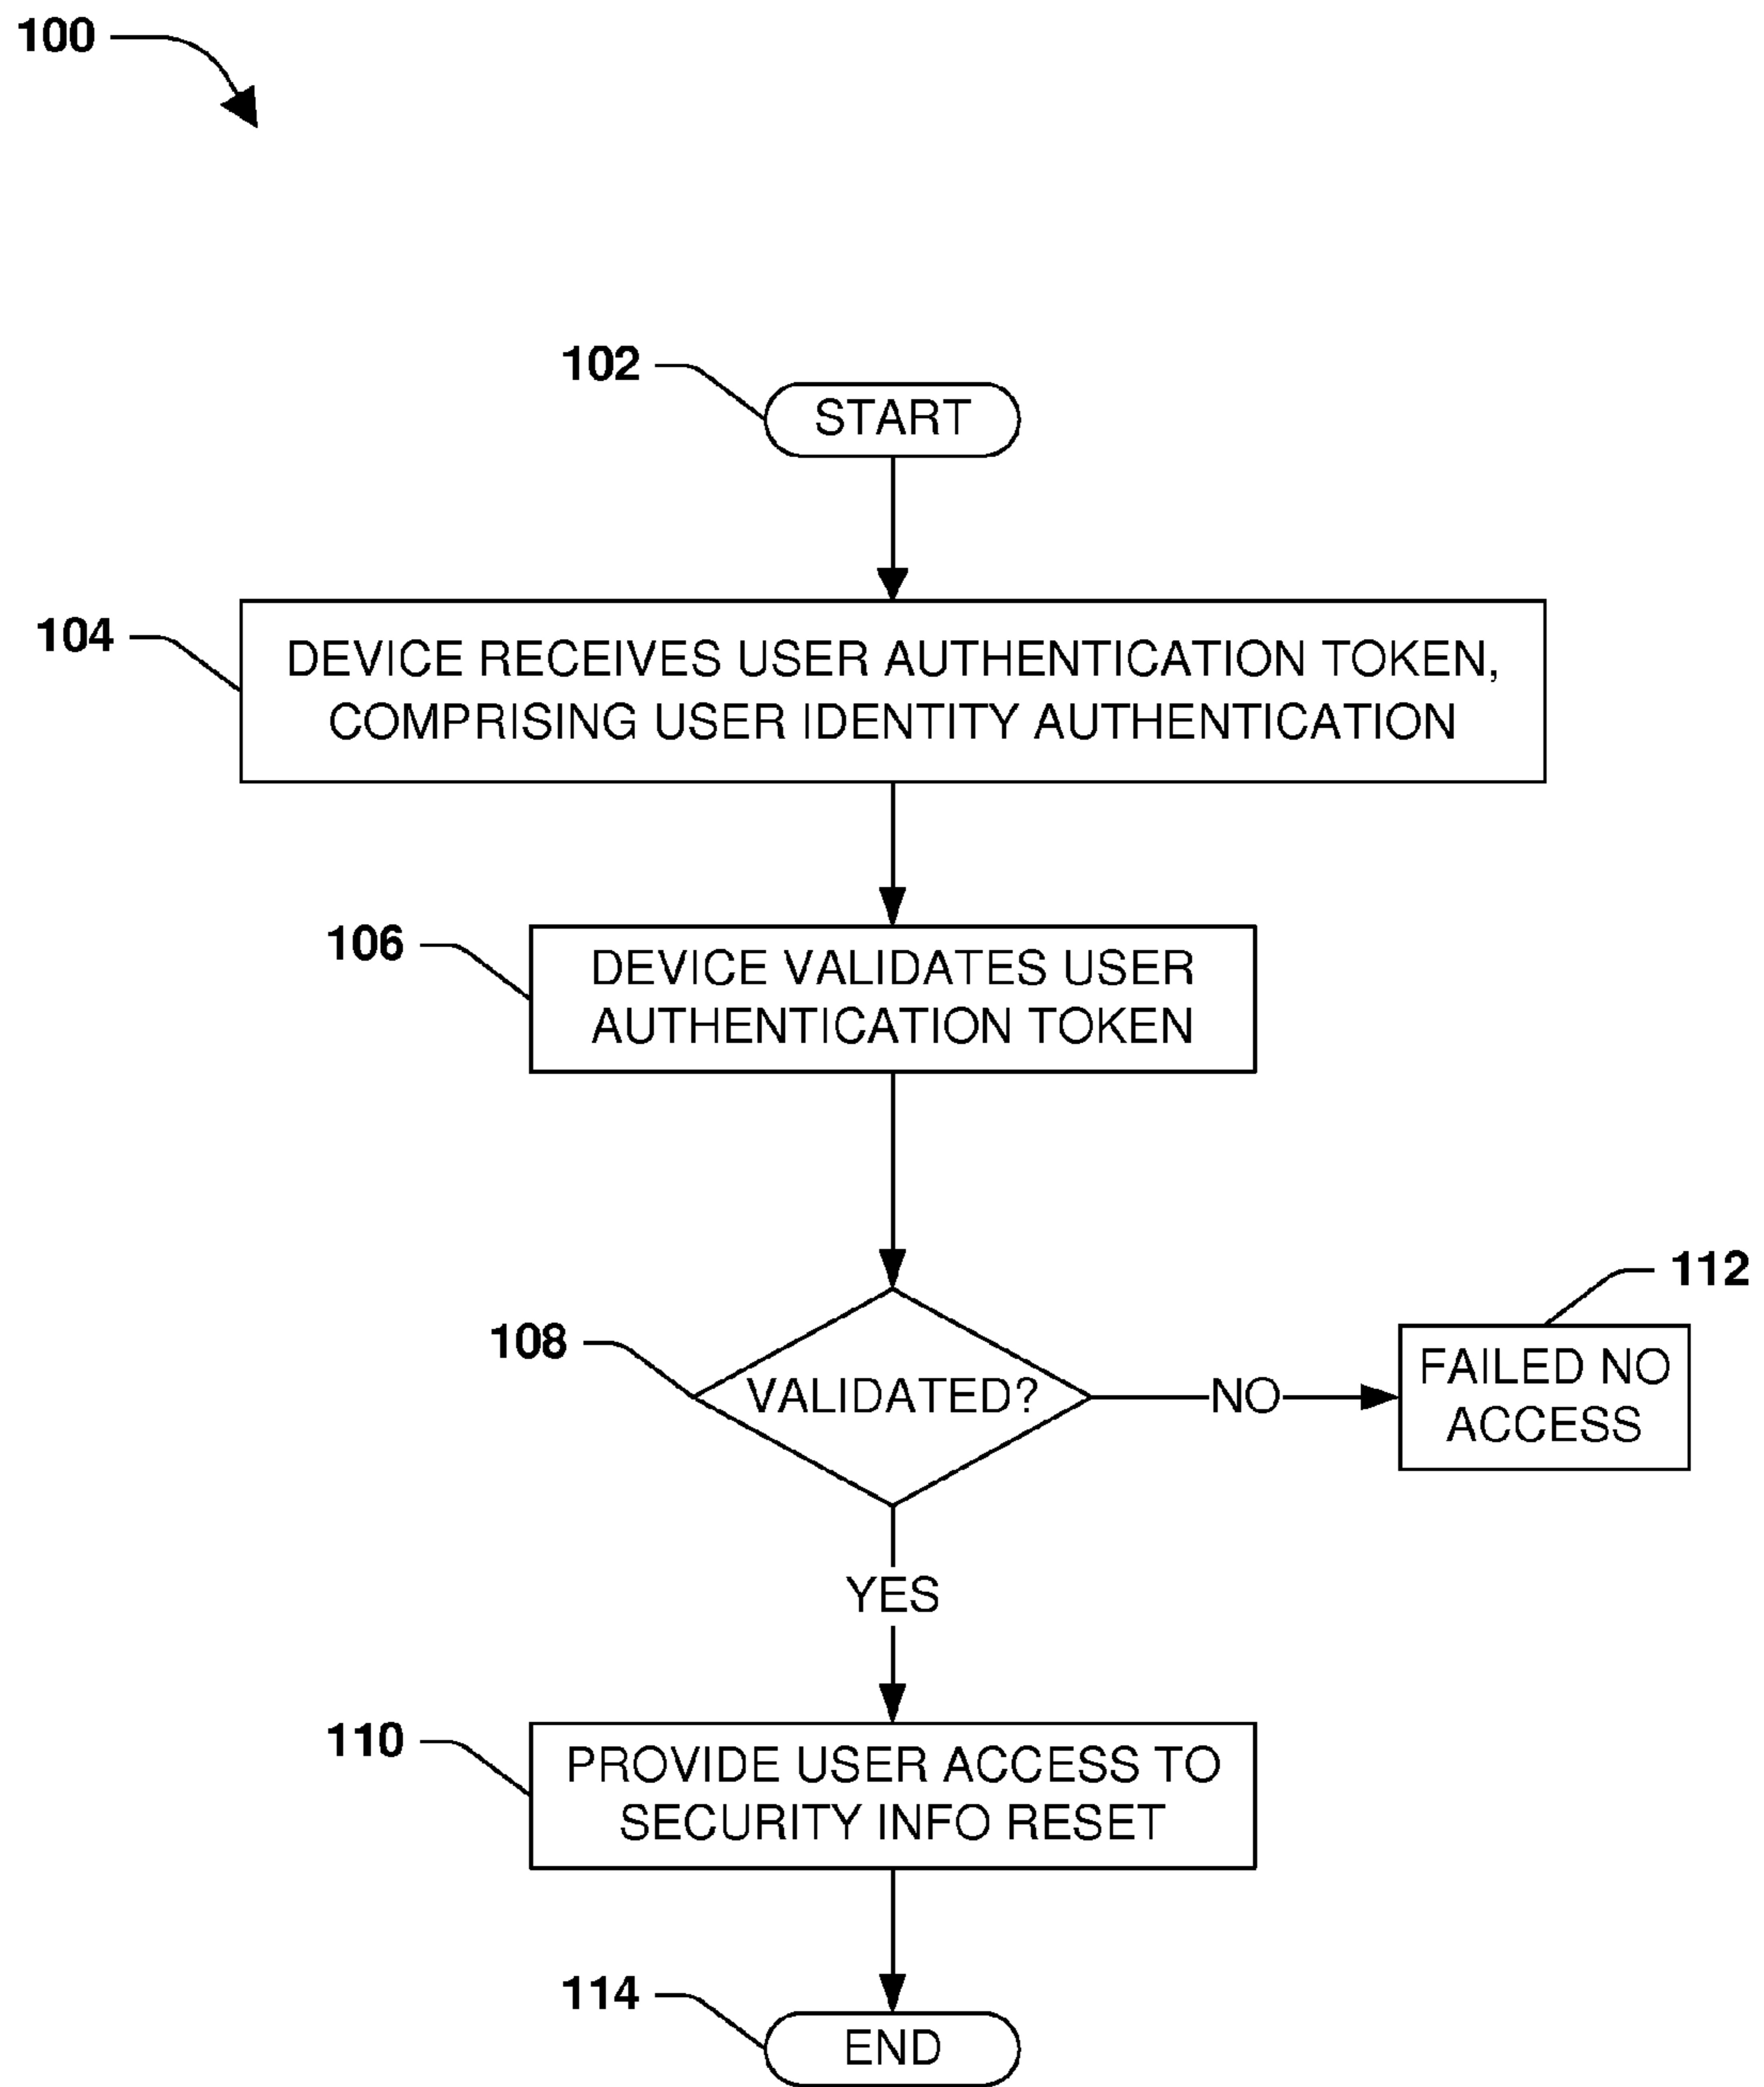 100
102
START
104
DEVICE RECEIVES USER AUTHENTICATION TOKEN,
COMPRISING USER IDENTITY AUTHENTICATION
106
DEVICE VALIDATES USER
AUTHENTICATION TOKEN
108
VALIDATED?
NO
112
FAILED NO
ACCESS
YES
110
PROVIDE USER ACCESS TO
SECURITY INFO RESET
114
END